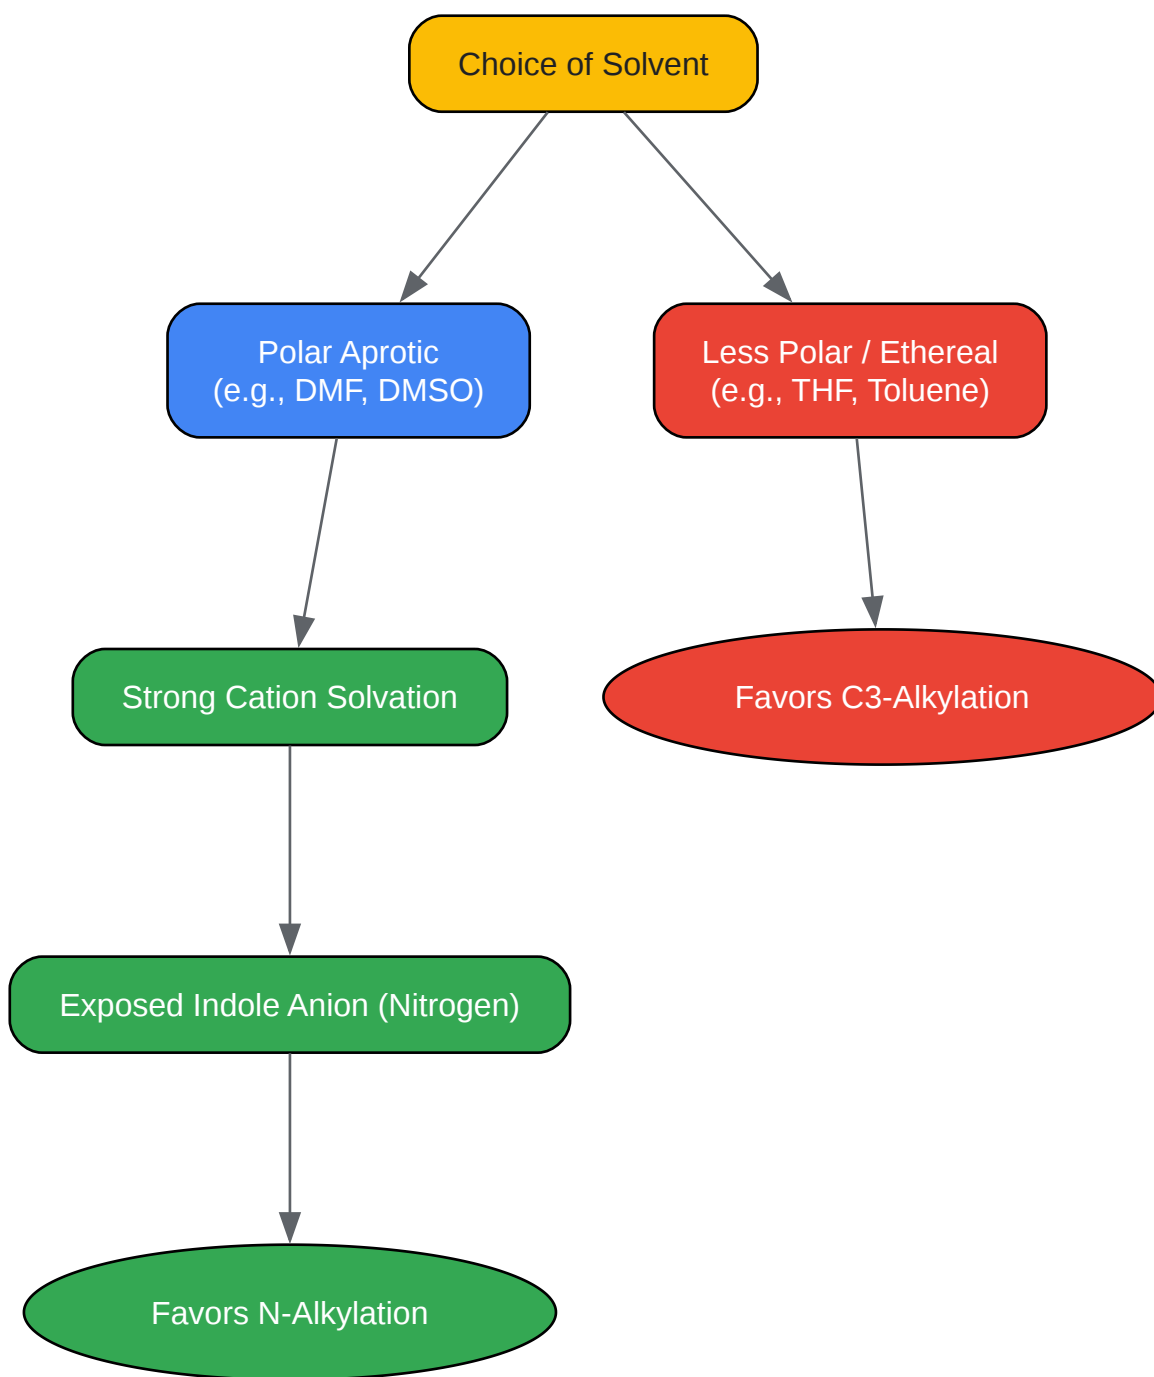 Choice of Solvent
Polar Aprotic
(e.g., DMF, DMSO)
Less Polar / Ethereal
(e.g., THF, Toluene)
Strong Cation Solvation
Favors C3-Alkylation
Exposed Indole Anion (Nitrogen)
Favors N-Alkylation